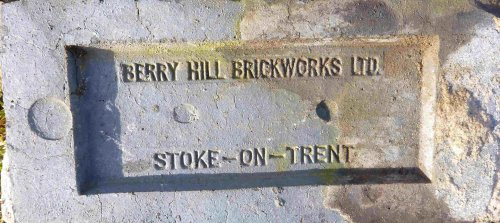 BERRY HILL BRICKWORKS LTD.
STOKE-ON-TRENT